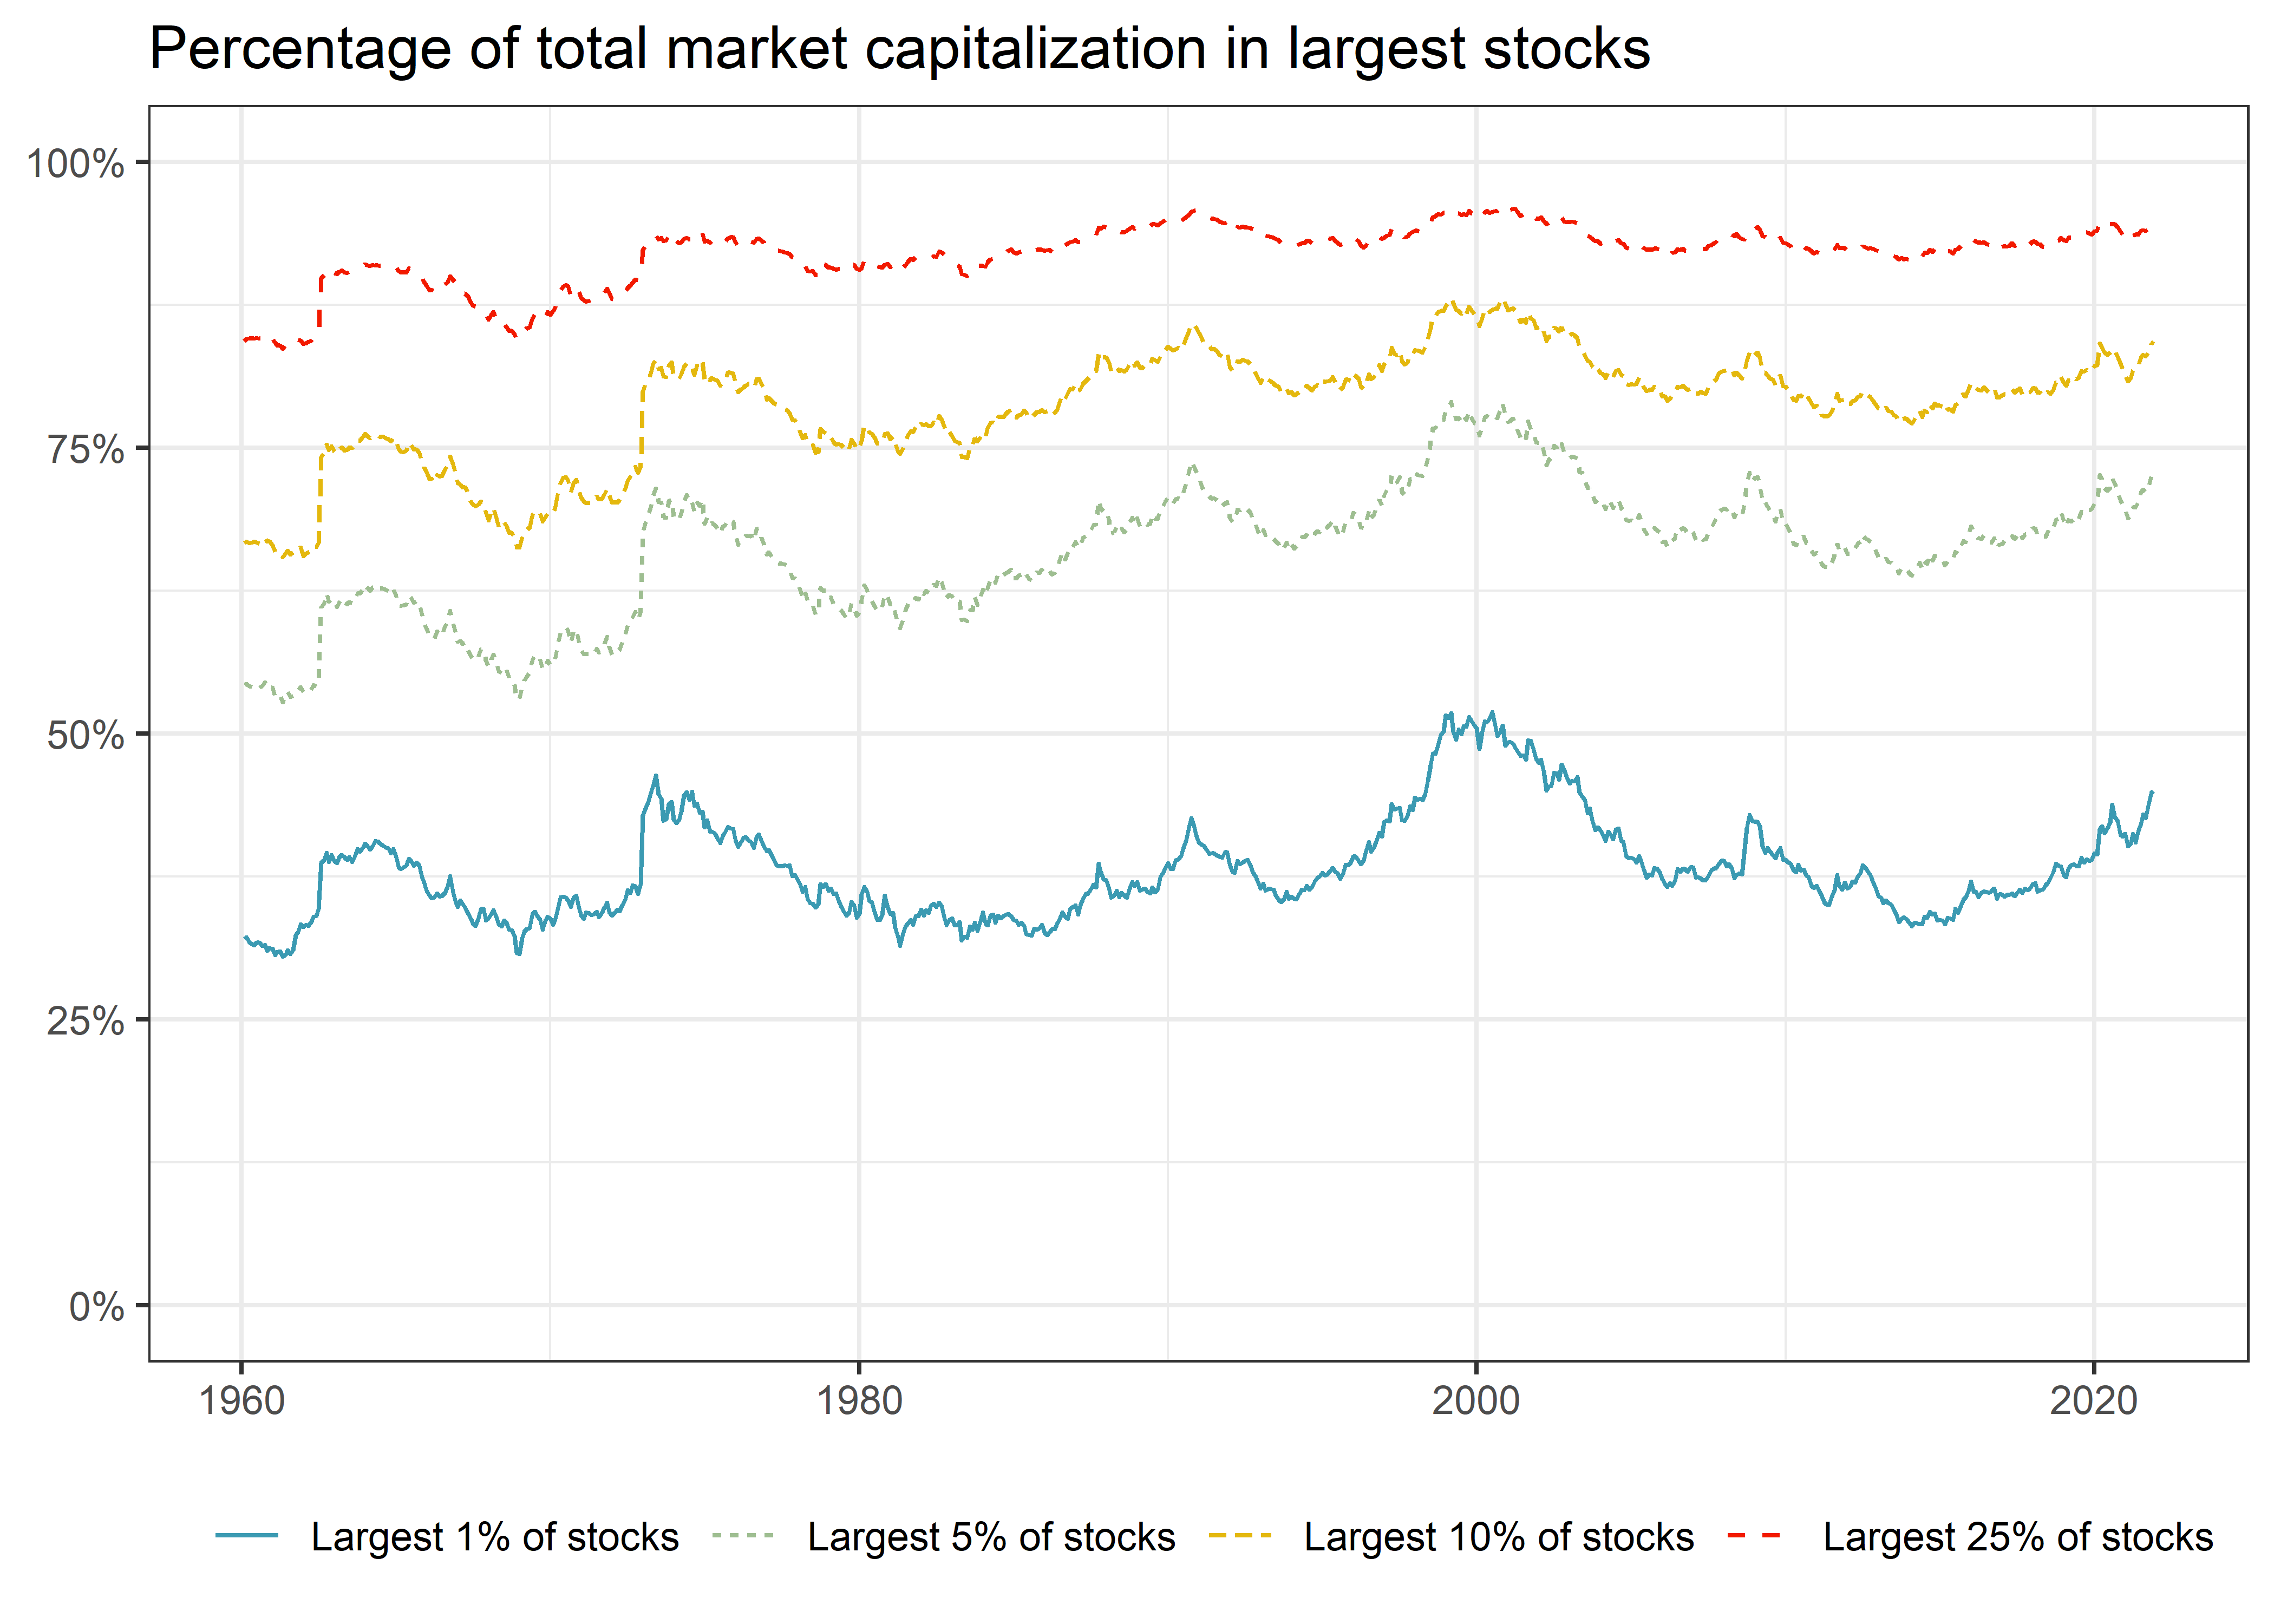 Percentage of total market capitalization in largest stocks
100%
75%
50%
25%
0%
1960 1980 2000 2020
Largest 1% of stocks Largest 5% of stocks Largest 10% of stocks Largest 25% of stocks